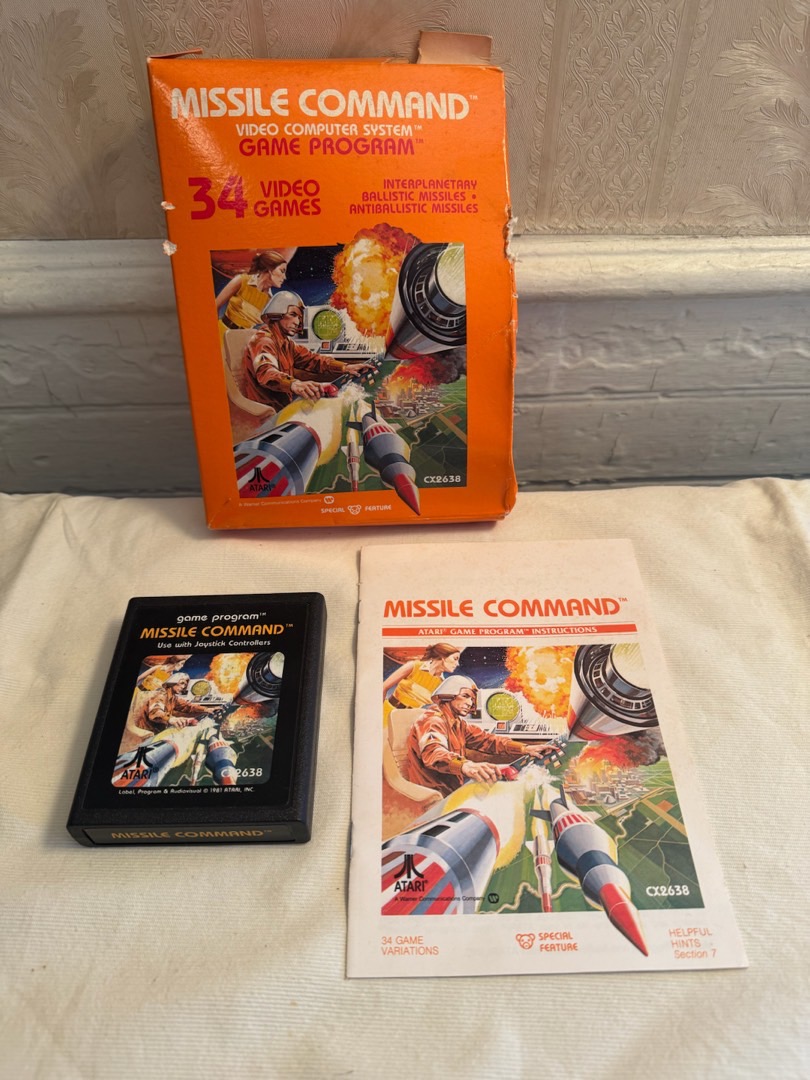 MISSILE COMMAND™
VIDEO COMPUTER SYSTEM™
GAME PROGRAM™
34 VIDEO GAMES
INTERPLANETARY
BALLISTIC MISSILES •
ANTIBALLISTIC MISSILES
ATARI®
CX2638
A Warner Communications Company
SPECIAL FEATURE
game program™
MISSILE COMMAND™
Use with Joystick Controllers
ATARI®
CX2638
Label, Program & Audiovisual © 1981 ATARI, INC.
MISSILE COMMAND™
MISSILE COMMAND™
ATARI® GAME PROGRAM™ INSTRUCTIONS
ATARI®
A Warner Communications Company
CX2638
34 GAME
VARIATIONS
SPECIAL
FEATURE
HELPFUL
HINTS
Section 7